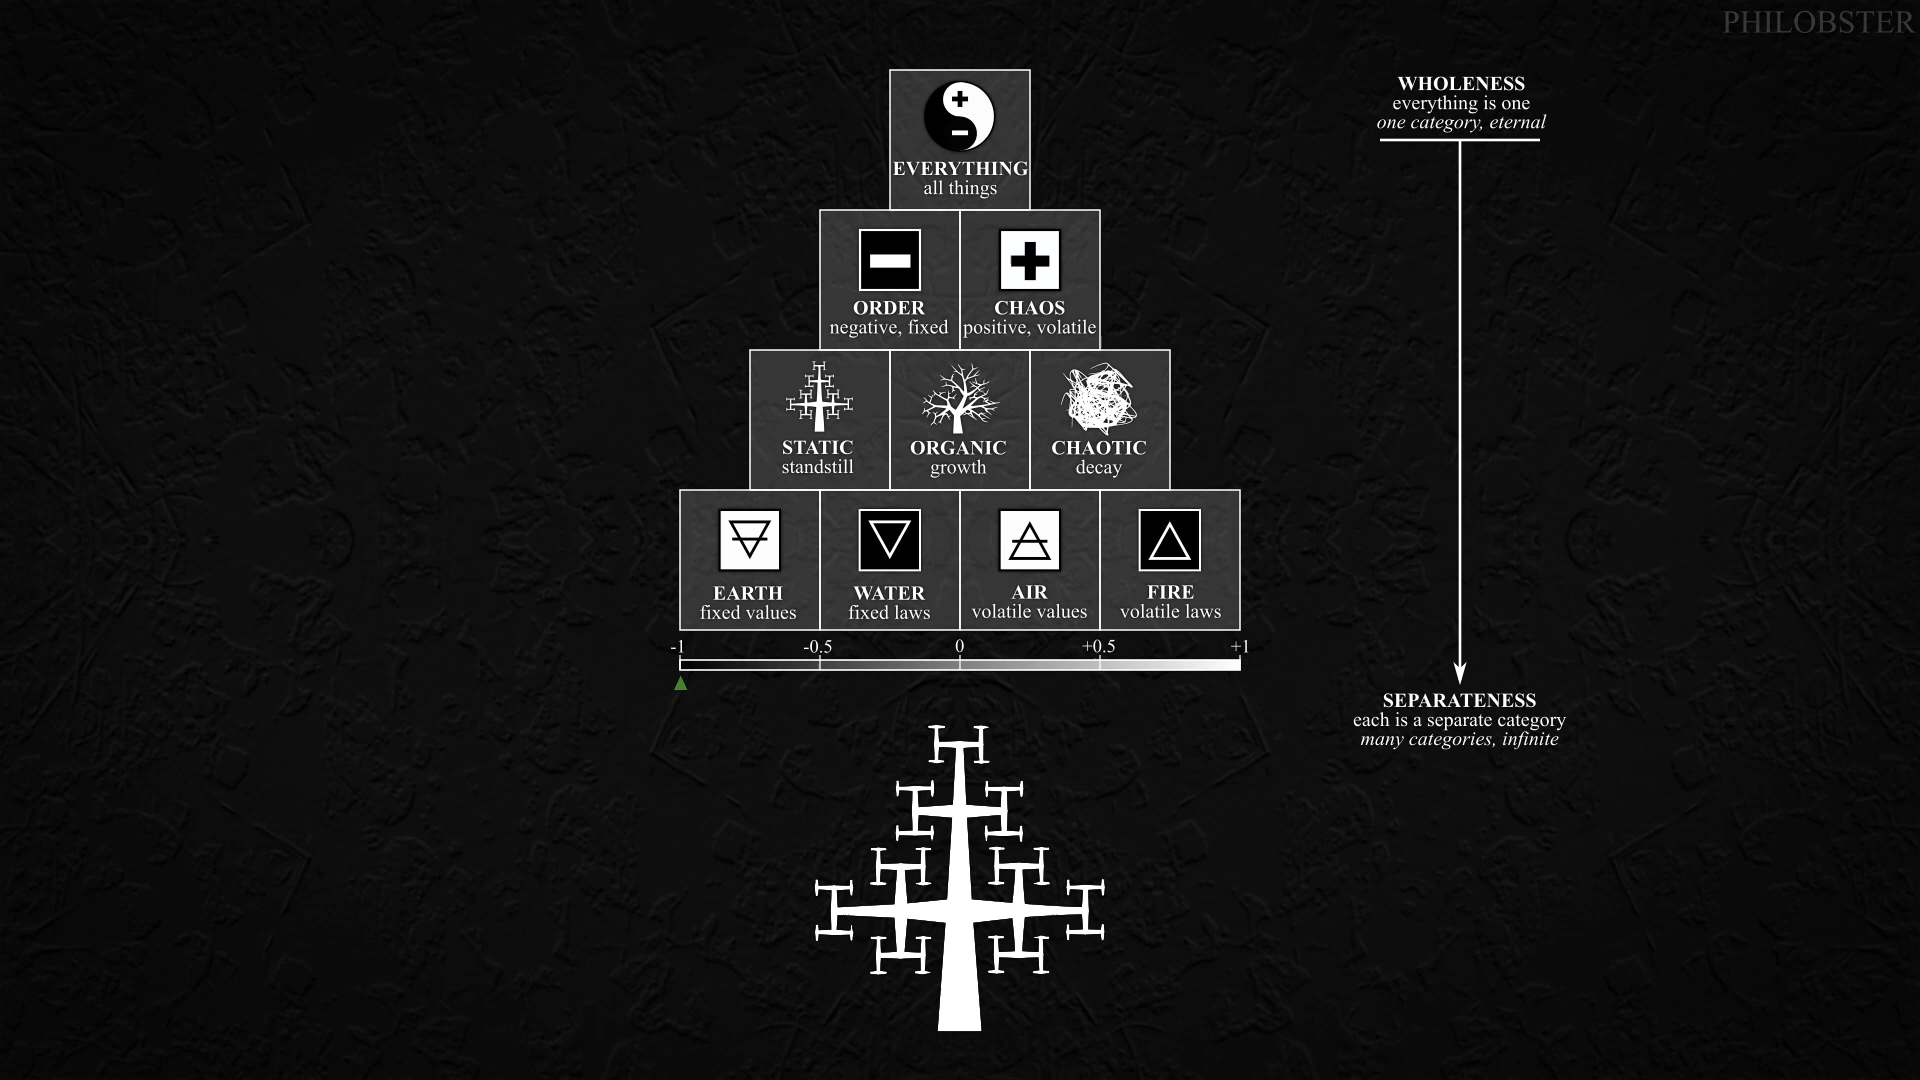 PHILOBSTER
WHOLENESS
everything is one
one category, eternal
EVERYTHING
all things
ORDER
negative, fixed
CHAOS
positive, volatile
STATIC
standstill
ORGANIC
growth
CHAOTIC
decay
EARTH
fixed values
WATER
fixed laws
AIR
volatile values
FIRE
volatile laws
-1 -0.5 0 +0.5 +1
SEPARATENESS
each is a separate category
many categories, infinite